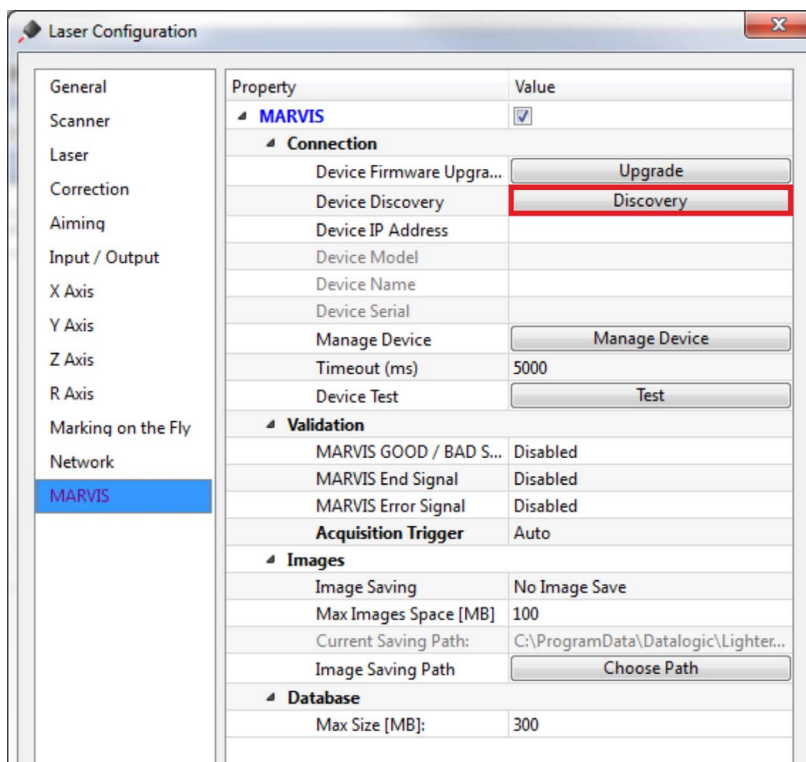 Laser Configuration
General
Scanner
Laser
Correction
Aiming
Input / Output
X Axis
Y Axis
Z Axis
R Axis
Marking on the Fly
Network
MARVIS
Property Value
MARVIS
Connection
Device Firmware Upgra... Upgrade
Device Discovery Discovery
Device IP Address
Device Model
Device Name
Device Serial
Manage Device Manage Device
Timeout (ms) 5000
Device Test Test
Validation
MARVIS GOOD / BAD S... Disabled
MARVIS End Signal Disabled
MARVIS Error Signal Disabled
Acquisition Trigger Auto
Images
Image Saving No Image Save
Max Images Space [MB] 100
Current Saving Path: C:\ProgramData\Datalogic\Lighter...
Image Saving Path Choose Path
Database
Max Size [MB]: 300